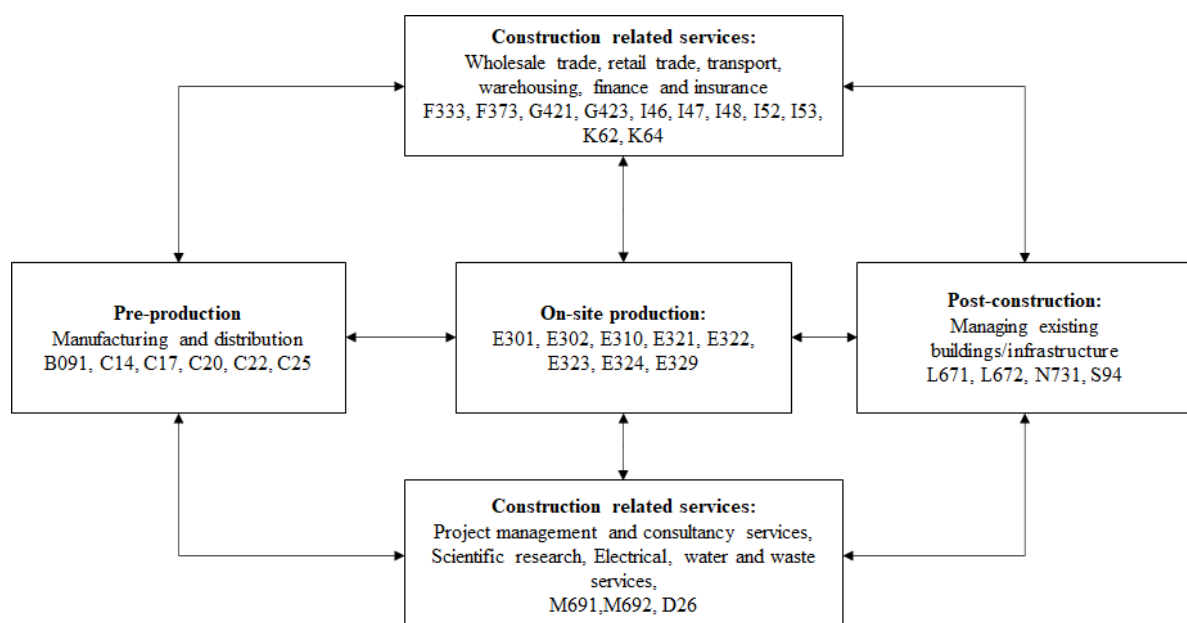 Construction related services:
Wholesale trade, retail trade, transport,
warehousing, finance and insurance
F333, F373, G421, G423, I46, I47, I48, I52, I53,
K62, K64
Pre-production
Manufacturing and distribution
B091, C14, C17, C20, C22, C25
On-site production:
E301, E302, E310, E321, E322,
E323, E324, E329
Post-construction:
Managing existing
buildings/infrastructure
L671, L672, N731, S94
Construction related services:
Project management and consultancy services,
Scientific research, Electrical, water and waste
services,
M691,M692, D26